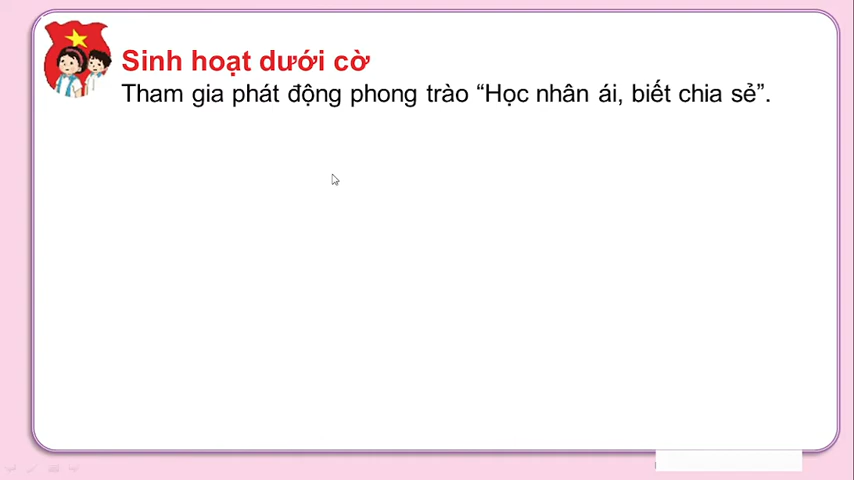 Sinh hoạt dưới cờ
Tham gia phát động phong trào “Học nhân ái, biết chia sẻ”.